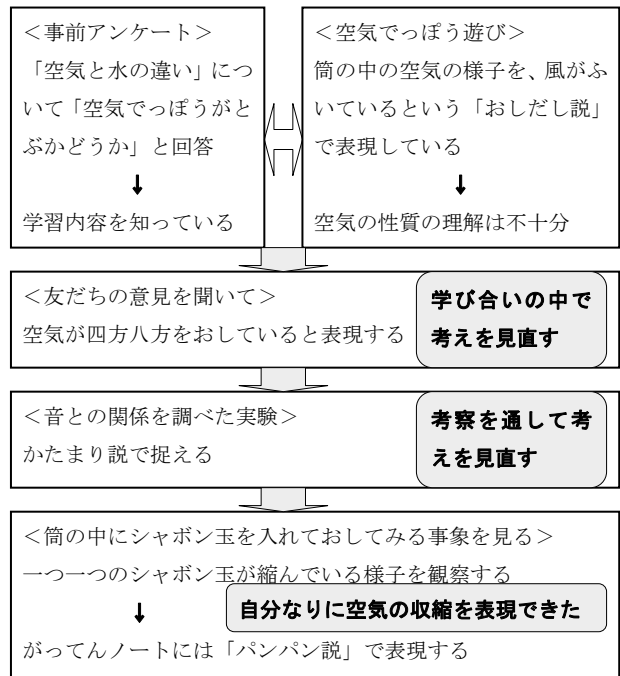 ＜事前アンケート＞
「空気と水の違い」につ
いて「空気でっぽうがと
ぶかどうか」と回答
↓
学習内容を知っている
＜空気でっぽう遊び＞
筒の中の空気の様子を、風がふ
いているという「おしだし説」
で表現している
↓
空気の性質の理解は不十分
＜友だちの意見を聞いて＞
空気が四方八方をおしていると表現する
学び合いの中で
考えを見直す
＜音との関係を調べた実験＞
かたまり説で捉える
考察を通して考
えを見直す
＜筒の中にシャボン玉を入れておしてみる事象を見る＞
一つ一つのシャボン玉が縮んでいる様子を観察する
↓
自分なりに空気の収縮を表現できた
がってんノートには「パンパン説」で表現する